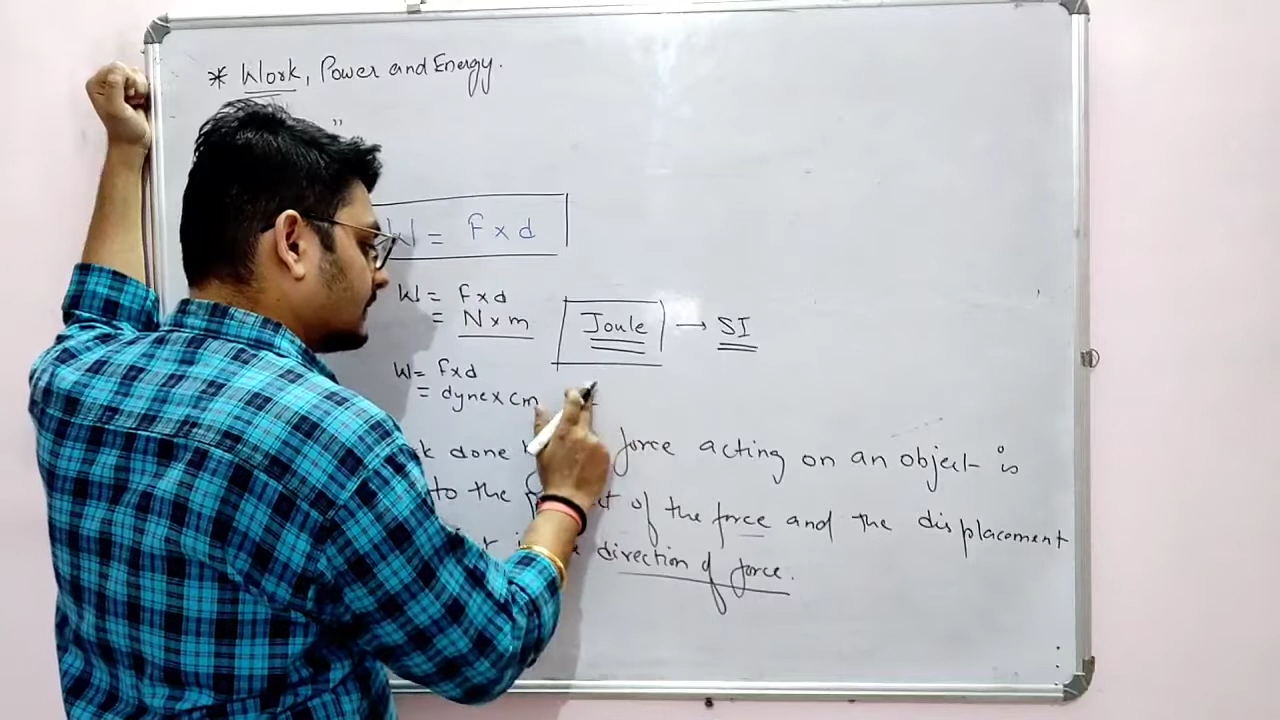 * Work, Power and Energy.
"
W = F x d
W = F x d
= N x m
Joule → SI
W = F x d
= dyne x cm
done force acting on an object is
to the of the force and the displacement
direction of force.